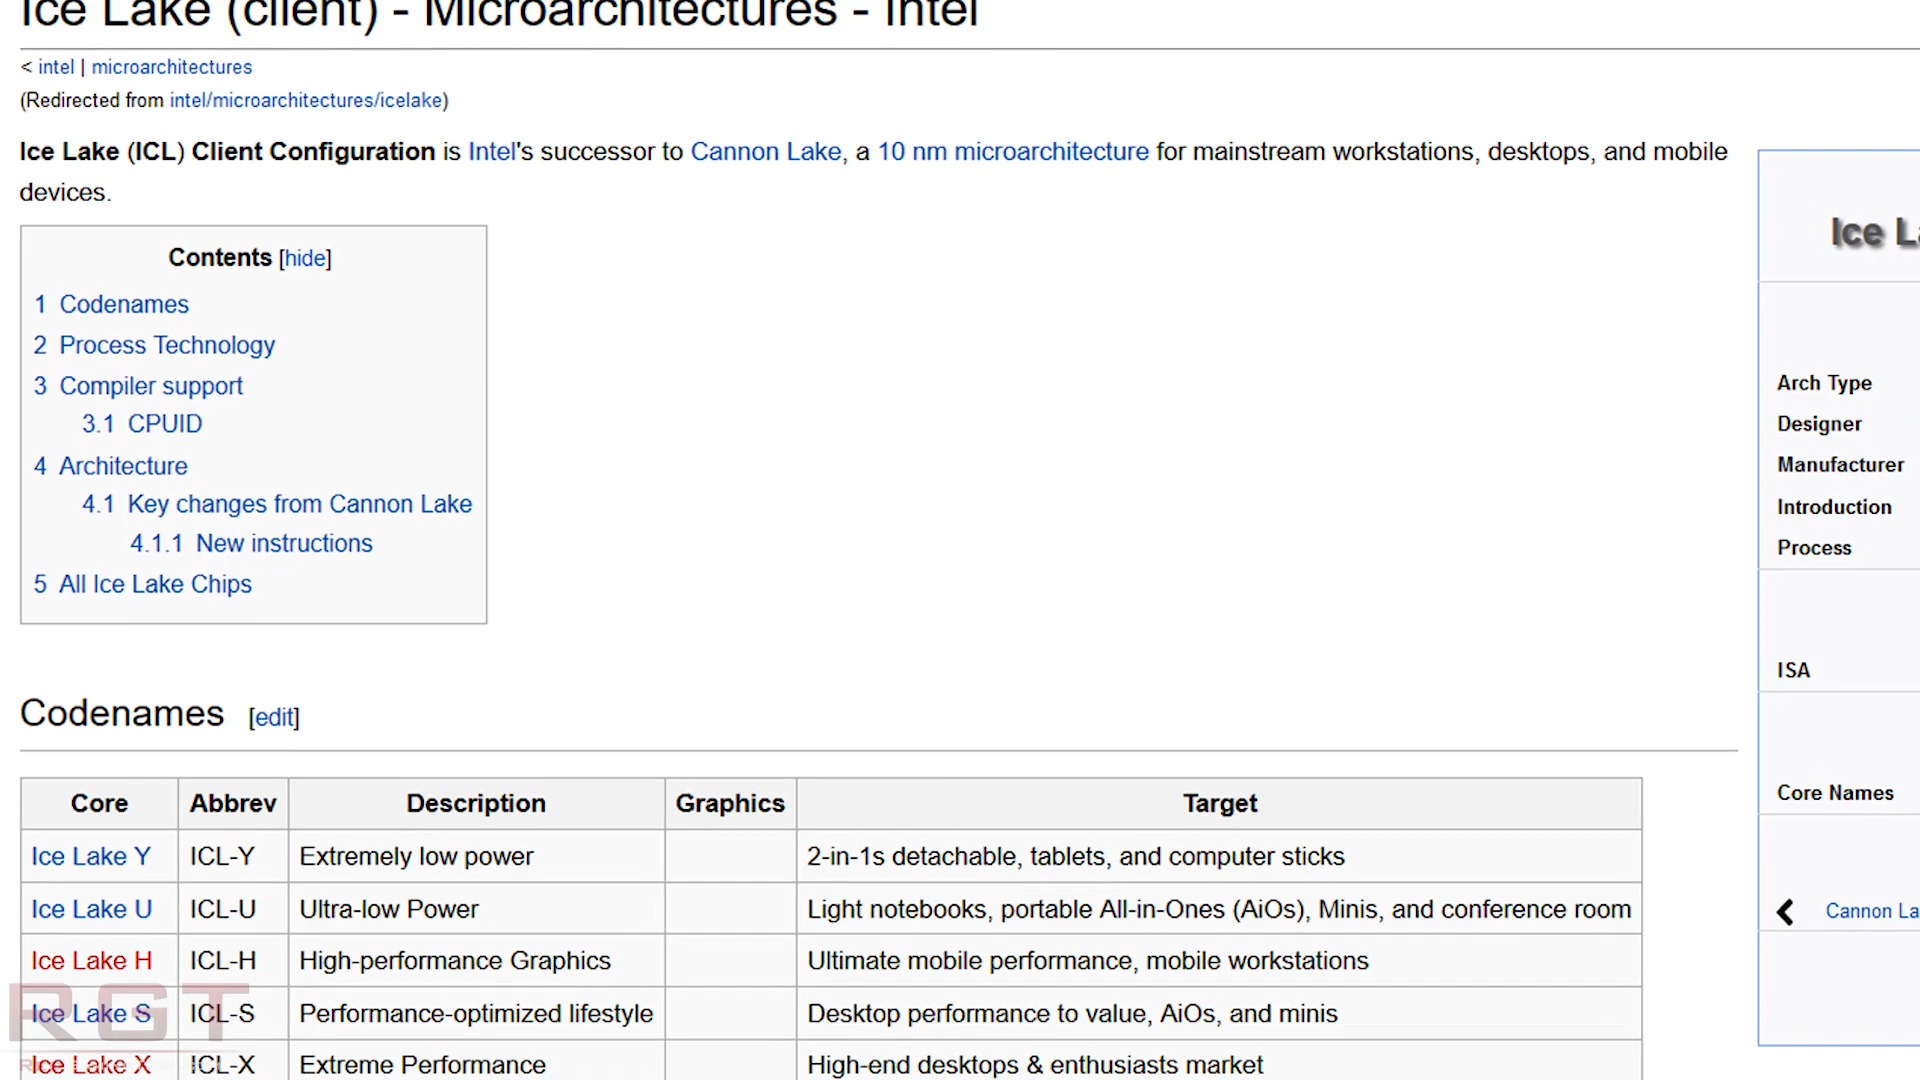 Ice Lake (client) - Microarchitectures - Intel
< intel | microarchitectures
(Redirected from intel/microarchitectures/icelake)
Ice Lake (ICL) Client Configuration is Intel's successor to Cannon Lake, a 10 nm microarchitecture for mainstream workstations, desktops, and mobile
devices.
Contents [hide]
1 Codenames
2 Process Technology
3 Compiler support
3.1 CPUID
4 Architecture
4.1 Key changes from Cannon Lake
4.1.1 New instructions
5 All Ice Lake Chips
Codenames [edit]
Core Abbrev Description Graphics Target
Ice Lake Y ICL-Y Extremely low power 2-in-1s detachable, tablets, and computer sticks
Ice Lake U ICL-U Ultra-low Power Light notebooks, portable All-in-Ones (AiOs), Minis, and conference room
Ice Lake H ICL-H High-performance Graphics Ultimate mobile performance, mobile workstations
Ice Lake S ICL-S Performance-optimized lifestyle Desktop performance to value, AiOs, and minis
Ice Lake X ICL-X Extreme Performance High-end desktops & enthusiasts market
Ice La
Arch Type
Designer
Manufacturer
Introduction
Process
ISA
Core Names
Cannon La
RGT